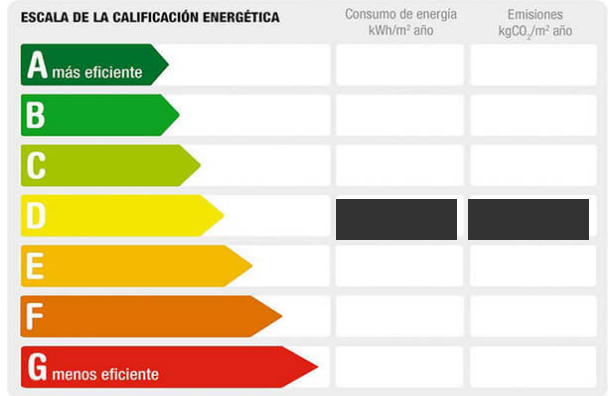 ESCALA DE LA CALIFICACIÓN ENERGÉTICA
Consumo de energía
kWh/m² año
Emisiones
kgCO₂/m² año
A más eficiente
B
C
D
E
F
G menos eficiente